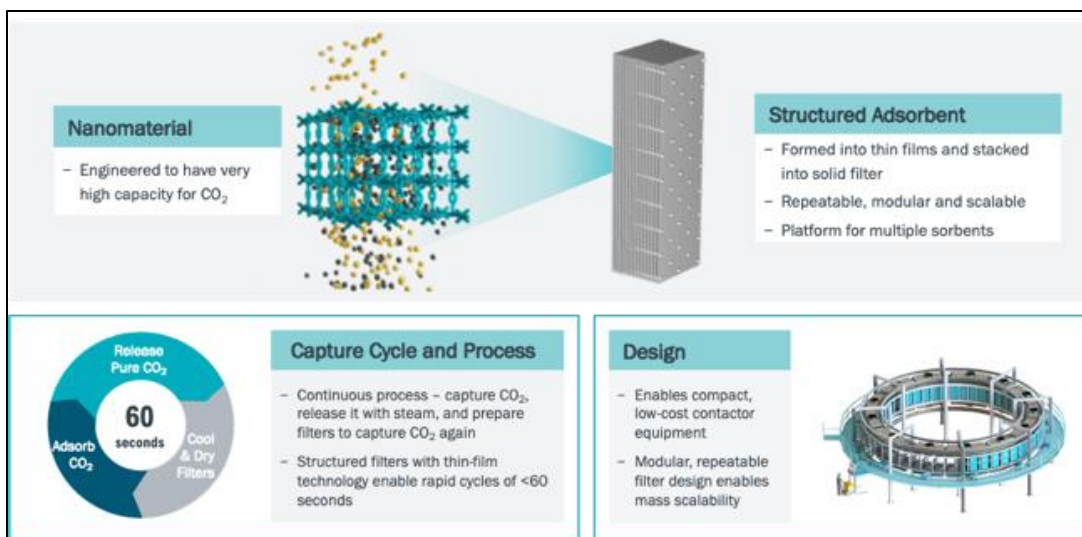 Nanomaterial
– Engineered to have very
high capacity for CO₂
Structured Adsorbent
– Formed into thin films and stacked
into solid filter
– Repeatable, modular and scalable
– Platform for multiple sorbents
Release
Pure CO₂
60
seconds
Adsorb
CO₂
Cool
& Dry
Filters
Capture Cycle and Process
– Continuous process – capture CO₂,
release it with steam, and prepare
filters to capture CO₂ again
– Structured filters with thin-film
technology enable rapid cycles of <60
seconds
Design
– Enables compact,
low-cost contactor
equipment
– Modular, repeatable
filter design enables
mass scalability